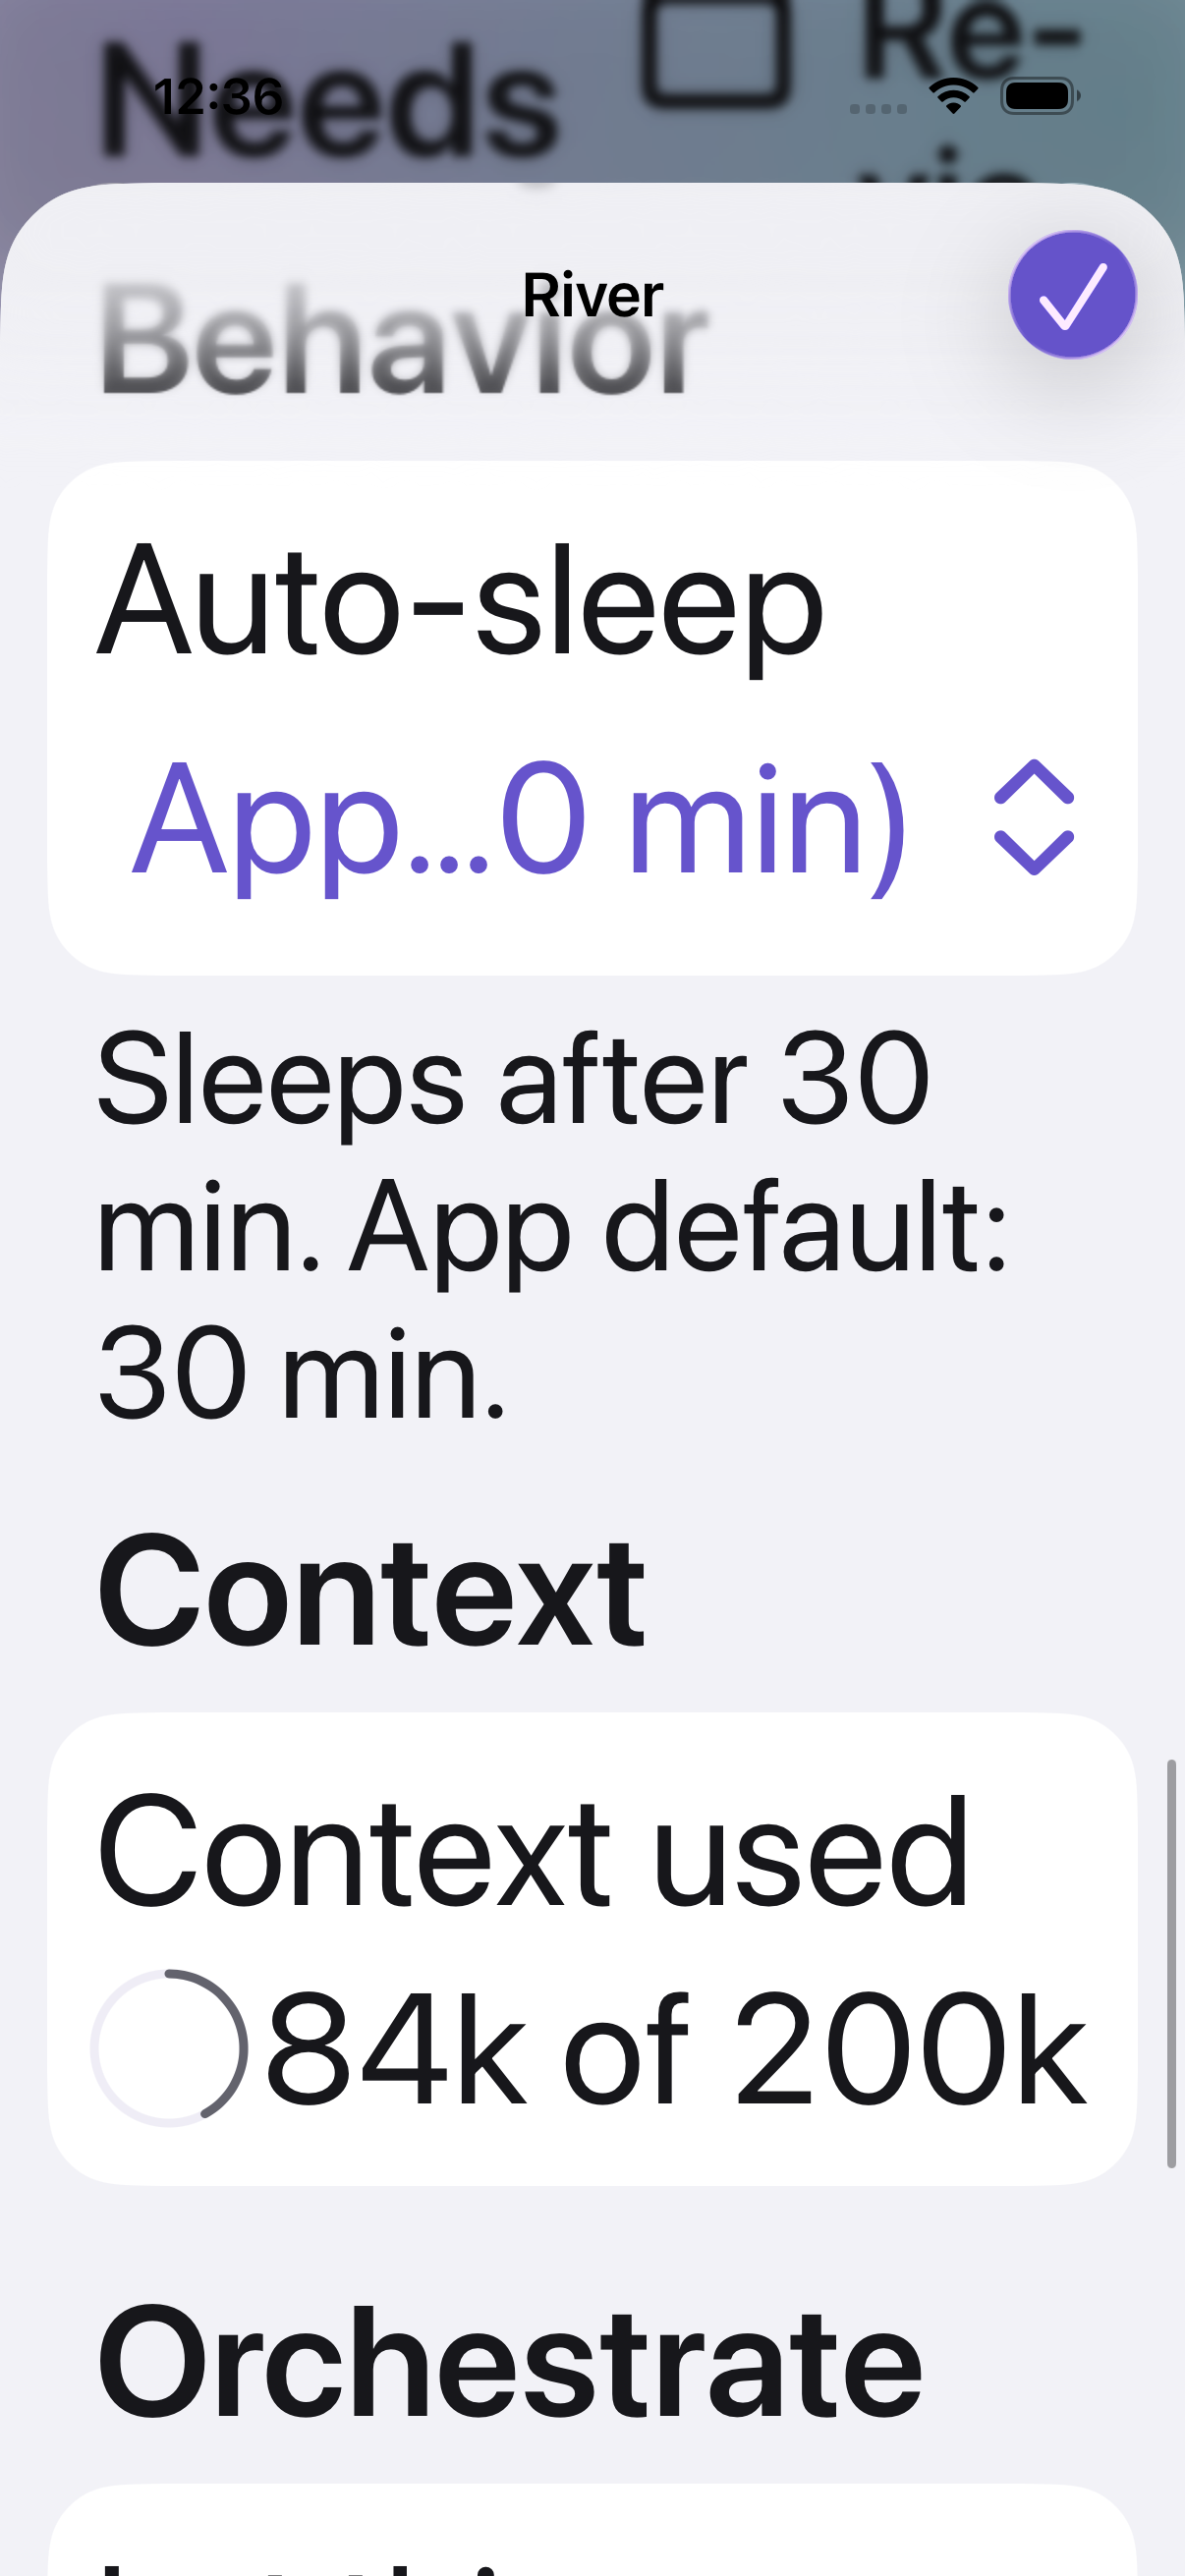 Needs
Re-
12:36
River
Behavior
Auto-sleep
App...0 min)
Sleeps after 30
min. App default:
30 min.
Context
Context used
84k of 200k
Orchestrate